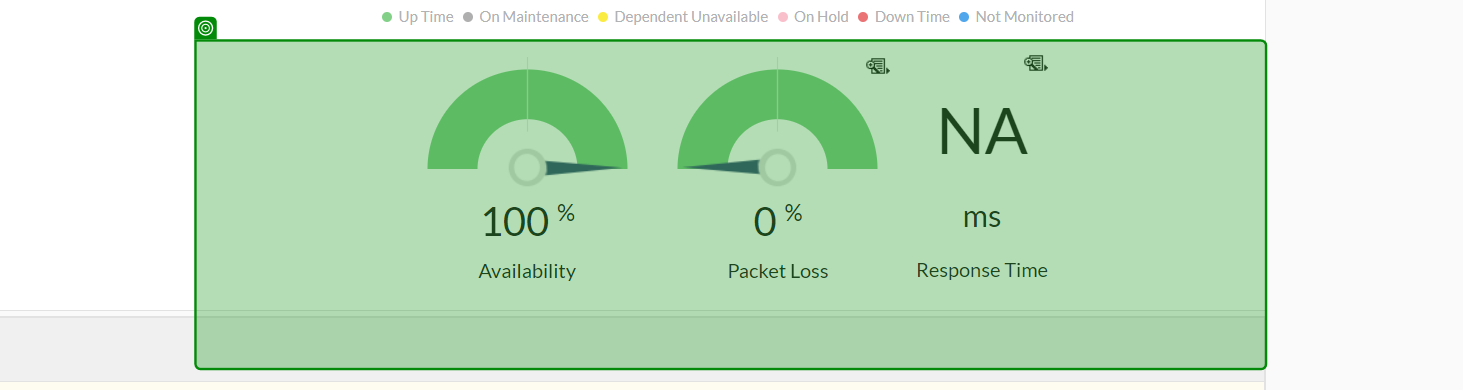 Up Time On Maintenance Dependent Unavailable On Hold Down Time Not Monitored
100 % 0 % NA
ms
Availability Packet Loss Response Time